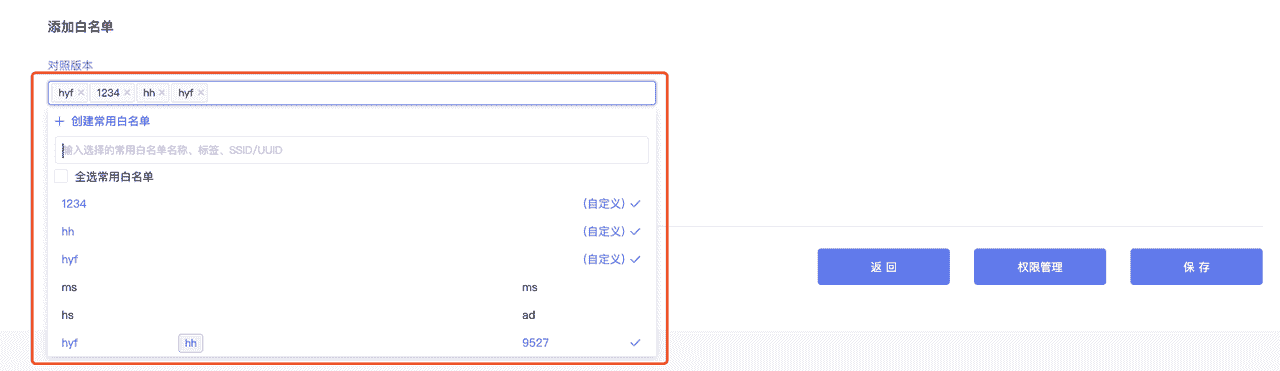 添加白名单
对照版本
hyf × 1234 × hh × hyf ×
+ 创建常用白名单
输入选择的常用白名单名称、标签、SSID/UUID
全选常用白名单
1234 (自定义)
hh (自定义)
hyf (自定义)
ms ms
hs ad
hyf hh 9527
返回 权限管理 保存